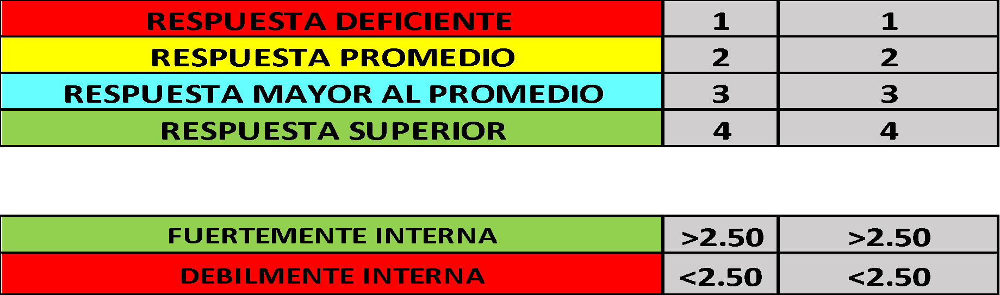 RESPUESTA DEFICIENTE 1 1
RESPUESTA PROMEDIO 2 2
RESPUESTA MAYOR AL PROMEDIO 3 3
RESPUESTA SUPERIOR 4 4
FUERTEMENTE INTERNA >2.50 >2.50
DEBILMENTE INTERNA <2.50 <2.50